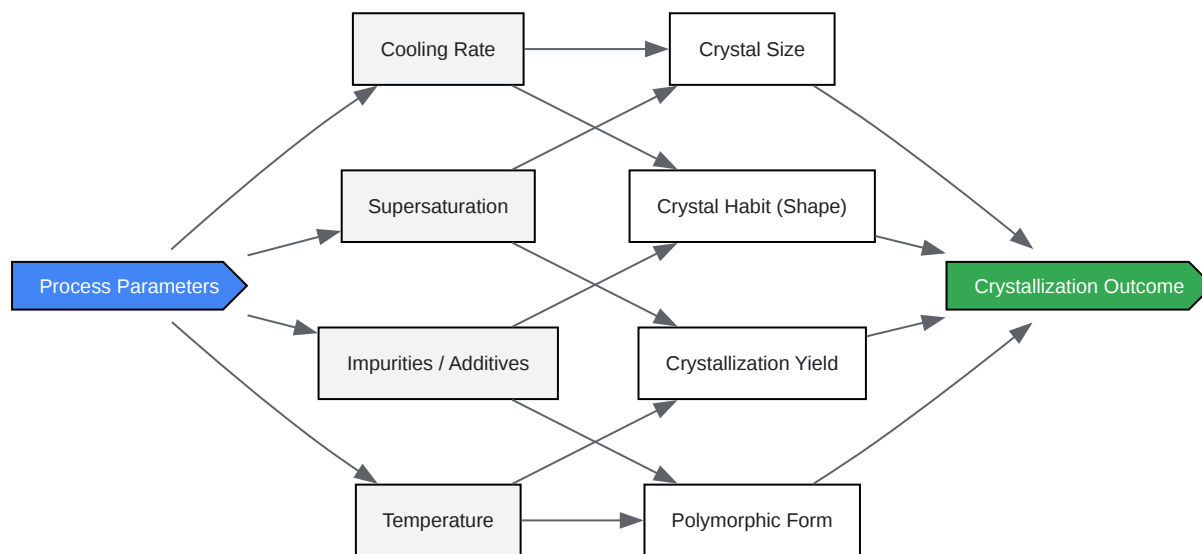 Cooling Rate
Crystal Size
Supersaturation
Crystal Habit (Shape)
Process Parameters
Crystallization Outcome
Impurities / Additives
Crystallization Yield
Temperature
Polymorphic Form